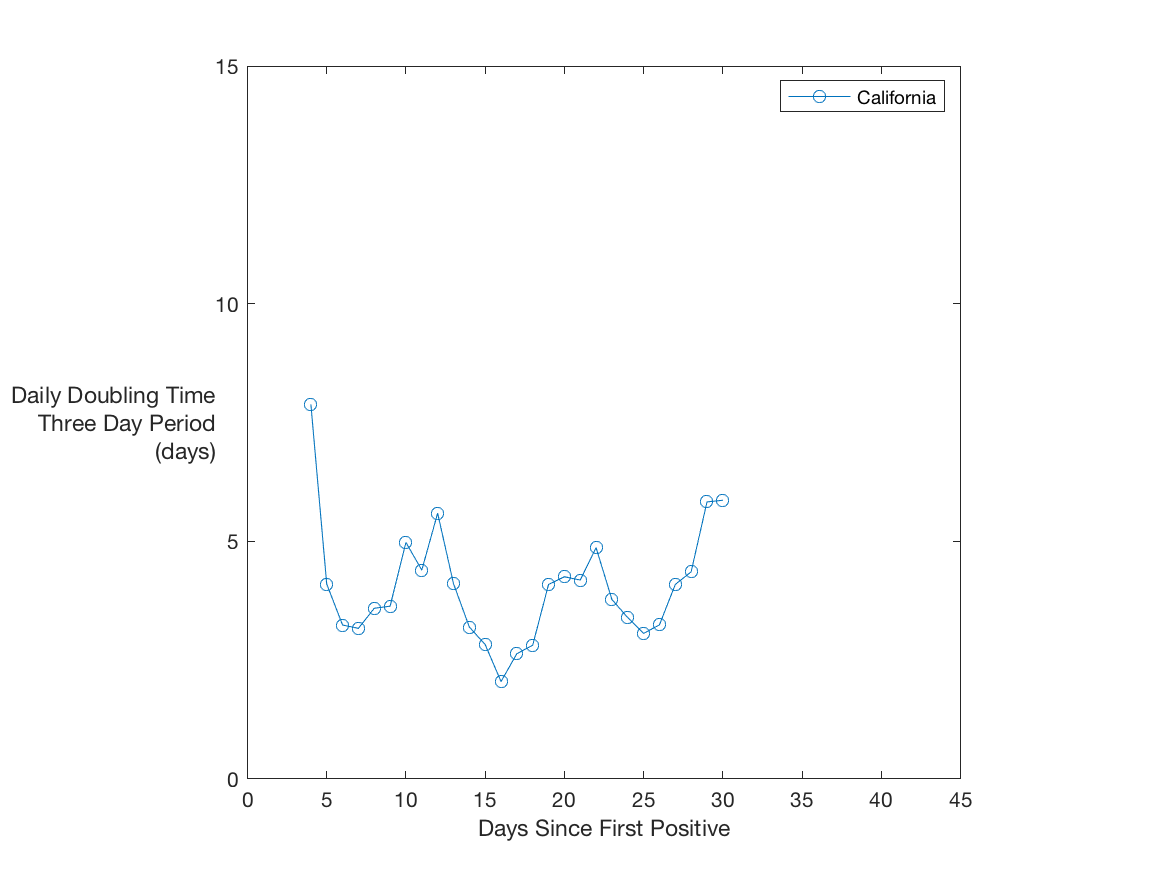 15
California
10
Daily Doubling Time
Three Day Period
(days)
5
0
0 5 10 15 20 25 30 35 40 45
Days Since First Positive